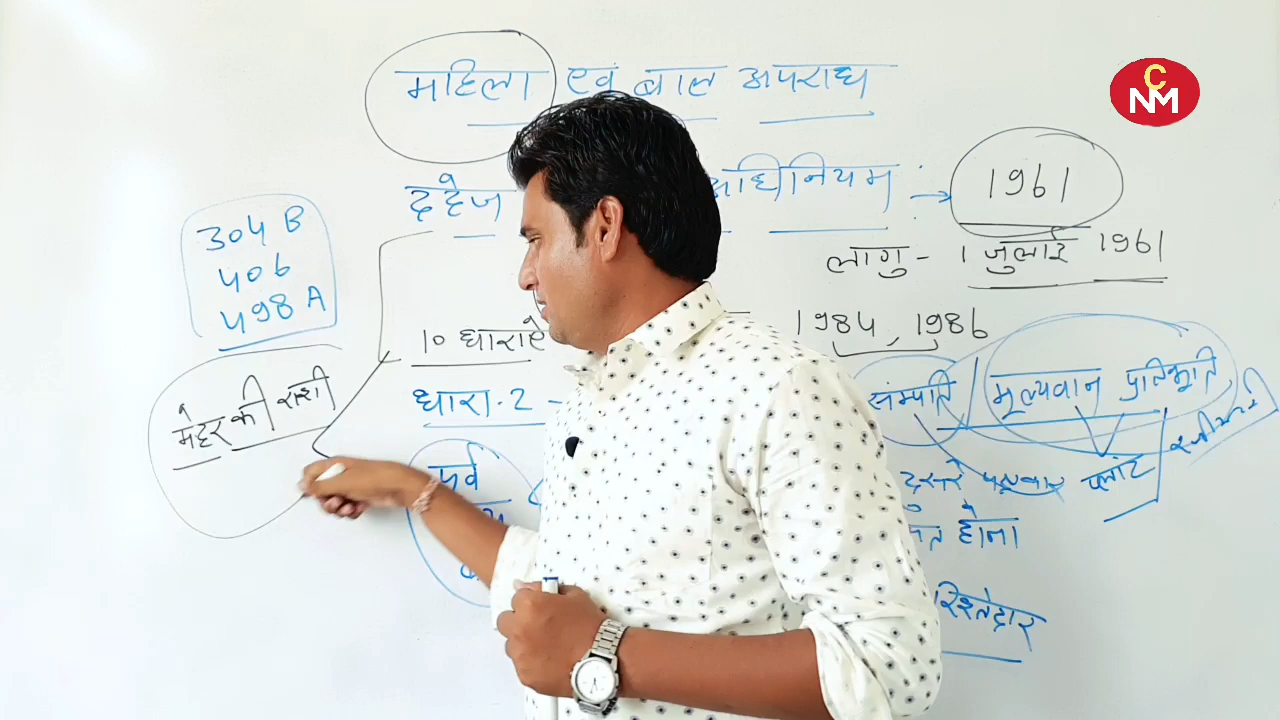 महिला एवं बाल अपराध
CNM
दहेज अधिनियम → 1961
लागु - 1 जुलाई 1961
304 B
406
498 A
10 धाराऐ 1984, 1986
धारा.2 - संम्पति / मूल्यवान प्रतिभूति
मेहर की राशी
पूर्व
दुसरे पक्षकार प्लांट
होना
रिश्तेदार